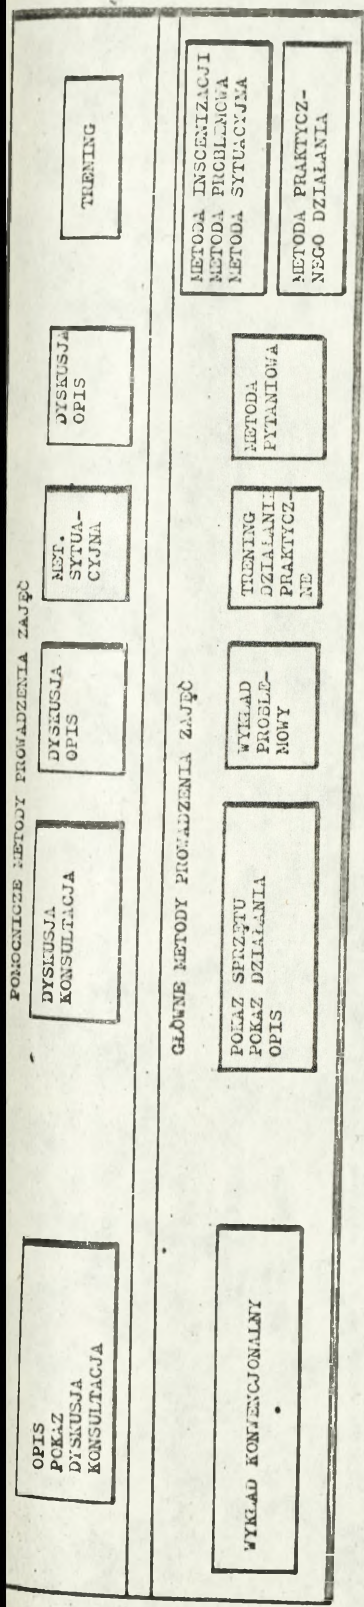 POMOCNICZE METODY PROWADZENIA ZAJĘĆ
OPIS
POKAZ
DYSKUSJA
KONSULTACJA
DYSKUSJA
KONSULTACJA
DYSKUSJA
OPIS
MET.
SYTUA-
CYJNA
DYSKUSJA
OPIS
TRENING
GŁÓWNE METODY PROWADZENIA ZAJĘĆ
WYKŁAD KONWENCJONALNY
POKAZ SPRZĘTU
POKAZ DZIAŁANIA
OPIS
WYKŁAD
PROBLE-
MOWY
TRENING
DZIAŁANIE
PRAKTYCZ-
NE
METODA
PYTANIOWA
METODA INSCENIZACJI
METODA PROBLEMOWA
METODA SYTUACYJNA
METODA PRAKTYCZ-
NEGO DZIAŁANIA